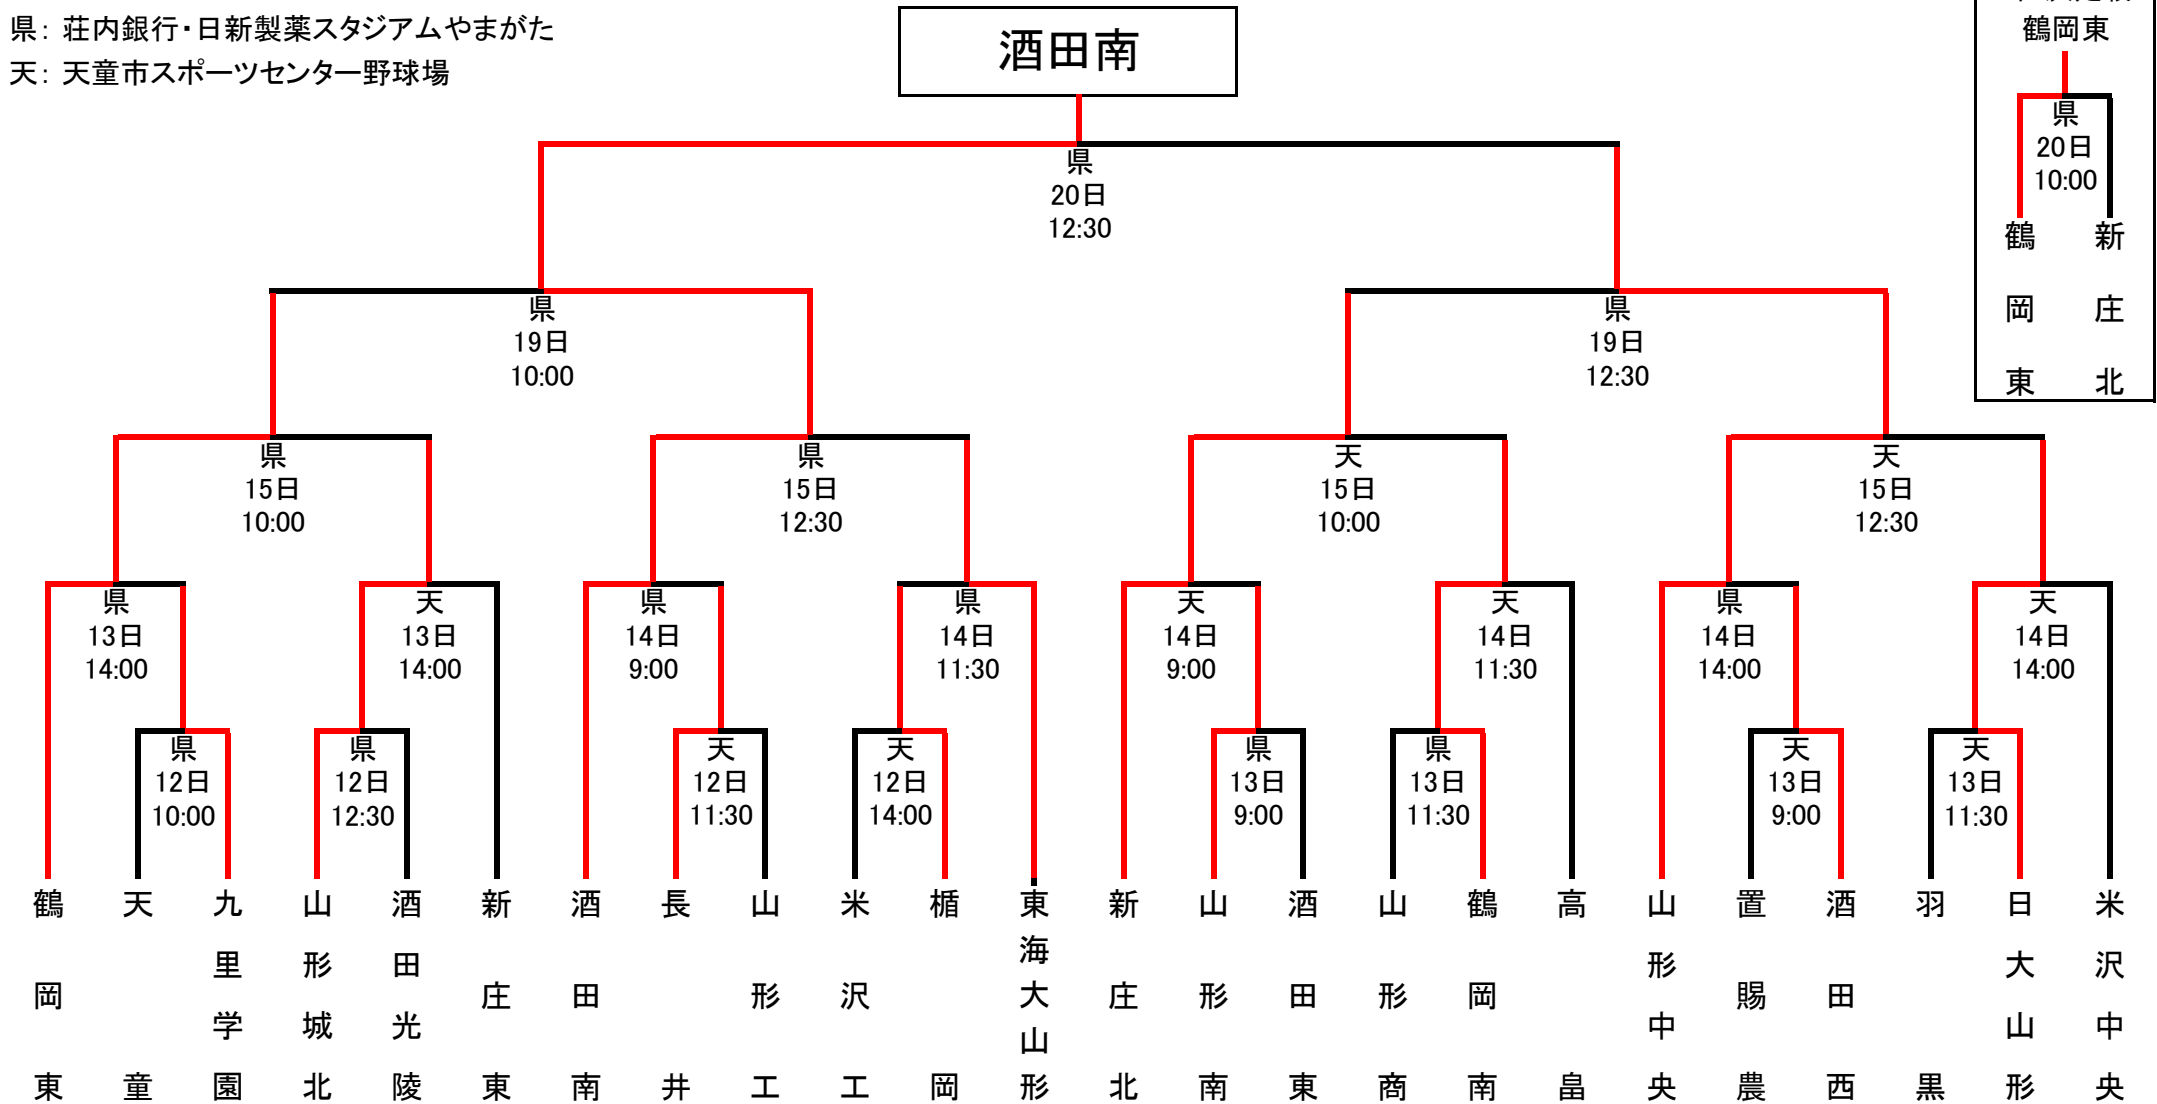 県：荘内銀行・日新製薬スタジアムやまがた
天：天童市スポーツセンター野球場
酒田南
鶴岡東
県
20日
10:00
鶴岡東
新庄北
県
20日
12:30
県
19日
10:00
県
19日
12:30
県
15日
10:00
県
15日
12:30
天
15日
10:00
天
15日
12:30
県
13日
14:00
天
13日
14:00
県
14日
9:00
県
14日
11:30
天
14日
9:00
天
14日
11:30
県
14日
14:00
天
14日
14:00
県
12日
10:00
県
12日
12:30
天
12日
11:30
天
12日
14:00
県
13日
9:00
県
13日
11:30
天
13日
9:00
天
13日
11:30
鶴岡東
天童
九里学園
山形城北
酒田光陵
新庄東
酒田南
長井
山形工
米沢工
楯岡
東海大山形
新庄北
山形南
酒田東
山形商
鶴岡南
高畠
山形中央
置賜農
酒田西
羽黒
日大山形
米沢中央